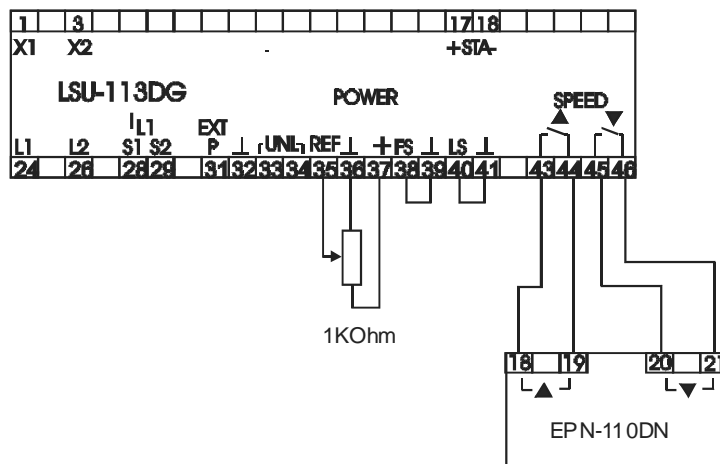 1 3 17 18
X1 X2 +STA-
LSU-113DG POWER SPEED
L1 EXT
L1 L2 S1 S2 P ⊥ UNL REF ⊥ + FS ⊥ LS ⊥
24 26 28 29 31 32 33 34 35 36 37 38 39 40 41 43 44 45 46
1KOhm
18 19 20 21
EPN-110DN